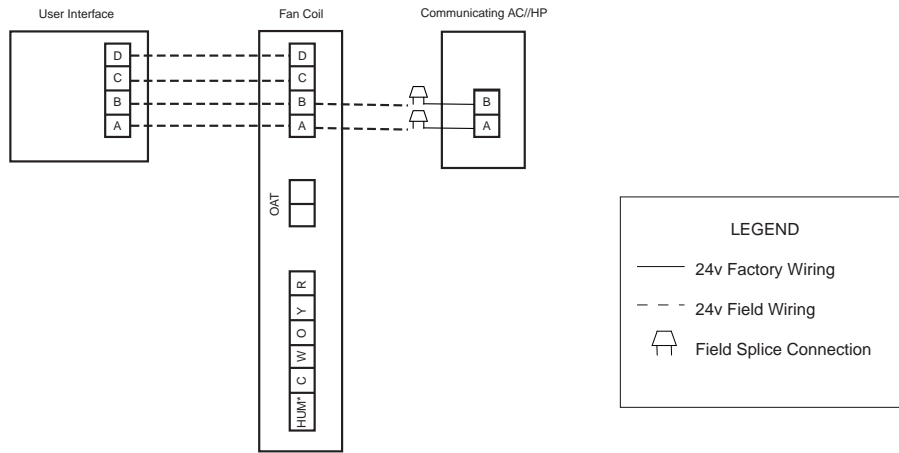 User Interface
Fan Coil
Communicating AC//HP
D
C
B
A
D
C
B
A
B
A
OAT
R
Y
O
W
C
HUM*
LEGEND
24v Factory Wiring
24v Field Wiring
Field Splice Connection